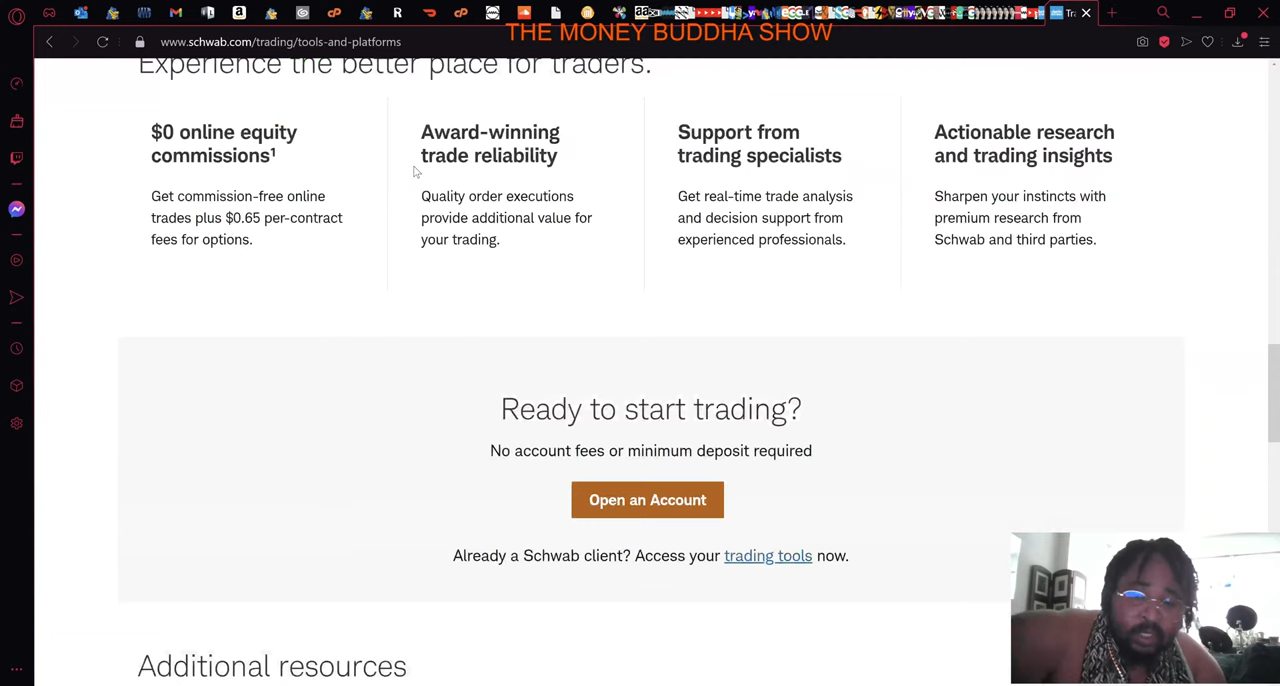 THE MONEY BUDDHA SHOW
www.schwab.com/trading/tools-and-platforms
Experience the better place for traders.
$0 online equity
commissions¹
Get commission-free online
trades plus $0.65 per-contract
fees for options.
Award-winning
trade reliability
Quality order executions
provide additional value for
your trading.
Support from
trading specialists
Get real-time trade analysis
and decision support from
experienced professionals.
Actionable research
and trading insights
Sharpen your instincts with
premium research from
Schwab and third parties.
Ready to start trading?
No account fees or minimum deposit required
Open an Account
Already a Schwab client? Access your trading tools now.
Additional resources